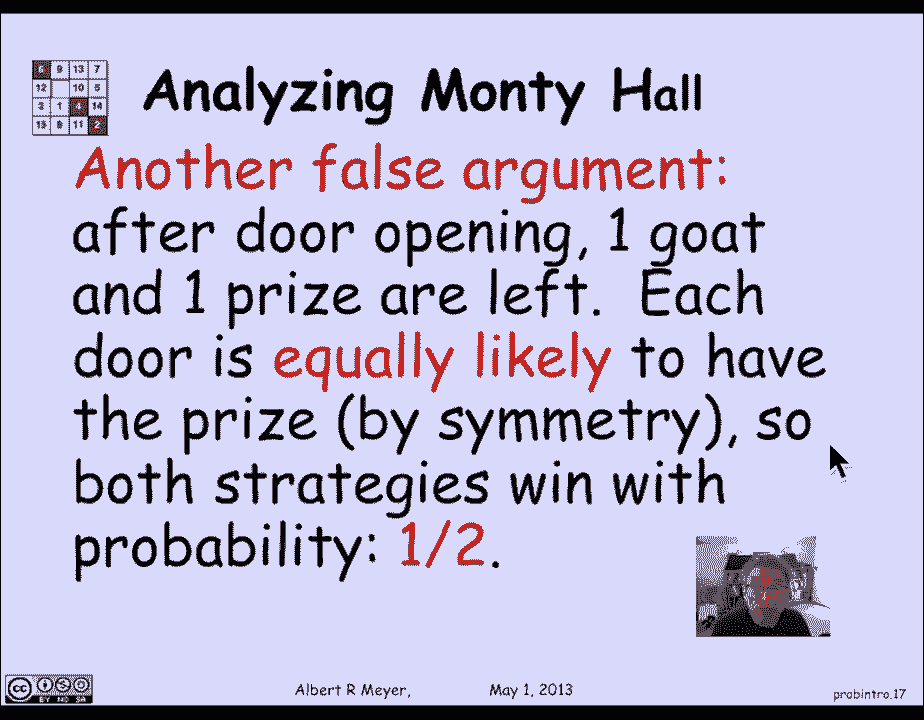 Analyzing Monty Hall
Another false argument:
after door opening, 1 goat
and 1 prize are left. Each
door is equally likely to have
the prize (by symmetry), so
both strategies win with
probability: 1/2.
6 9 13 7
12 10 5
3 1 4 14
15 8 11 2
cc BY NC SA
Albert R Meyer, May 1, 2013
probintro.17